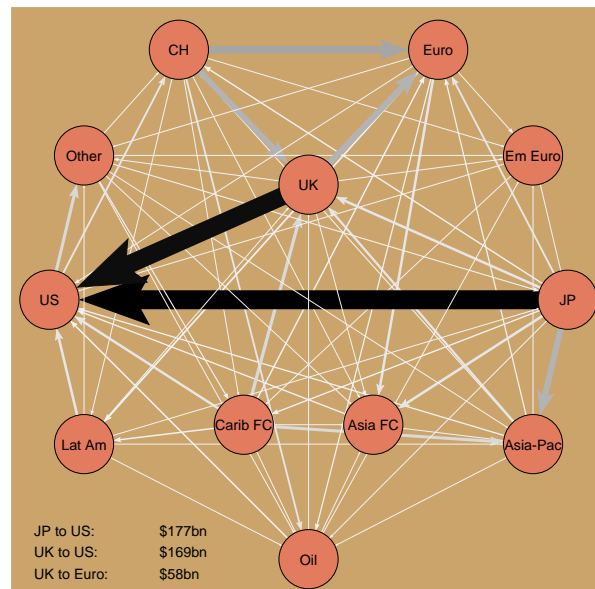 CH
Euro
Other
Em Euro
UK
US
JP
Carib FC
Asia FC
Lat Am
Asia-Pac
Oil
JP to US: $177bn
UK to US: $169bn
UK to Euro: $58bn